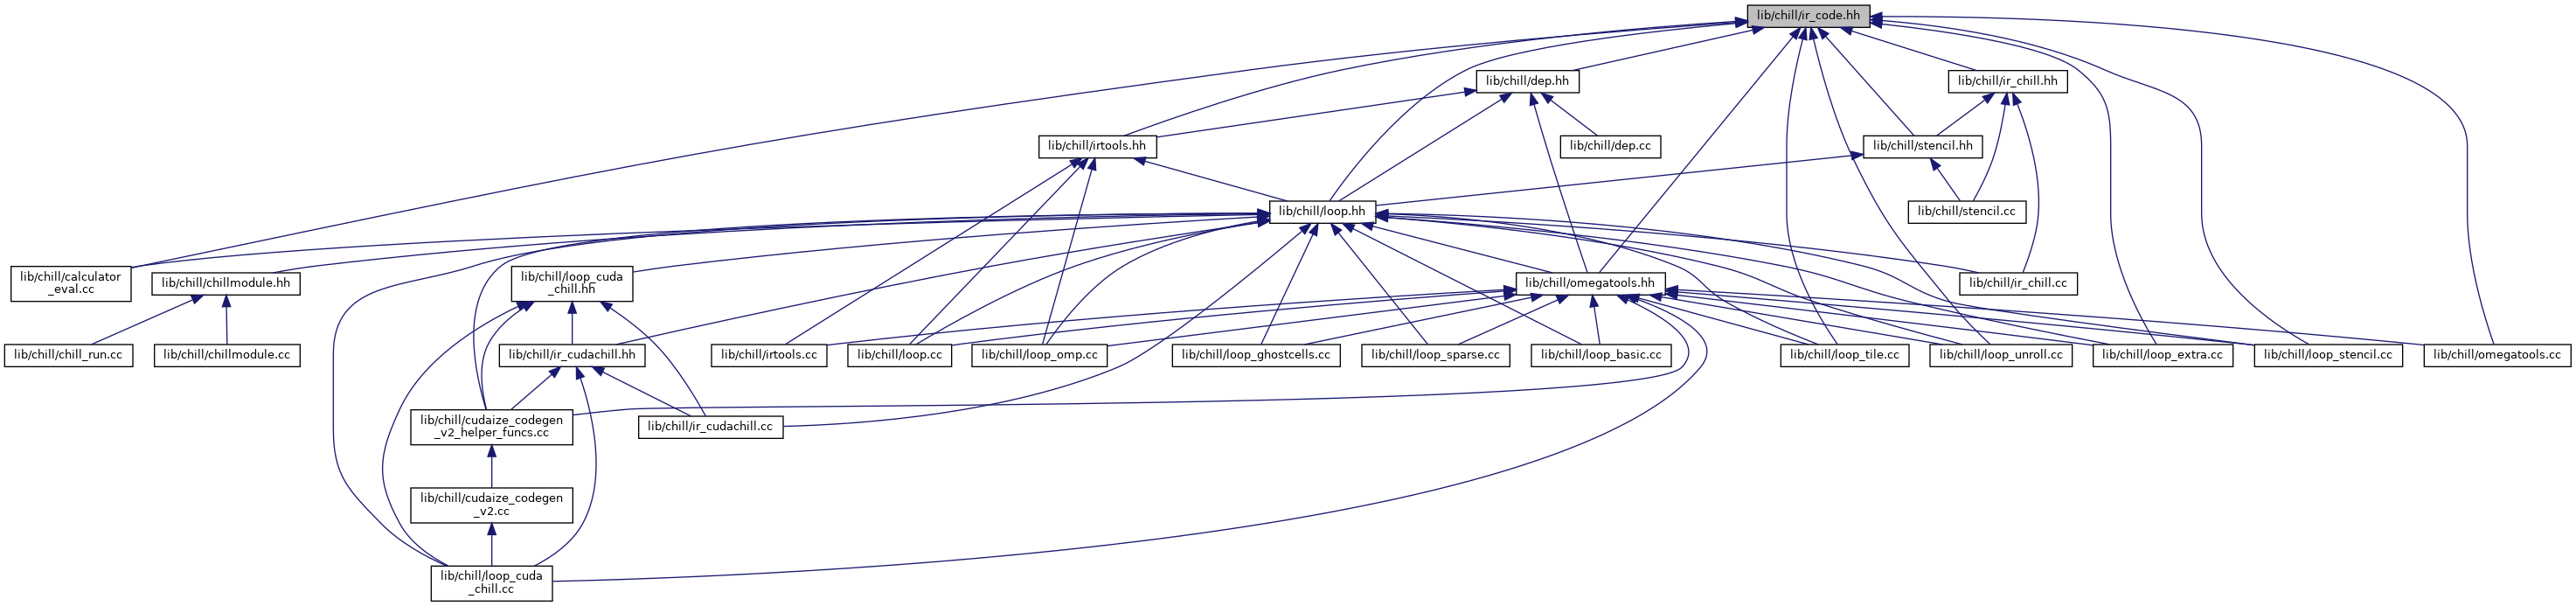 lib/chill/ir_code.hh
lib/chill/dep.hh
lib/chill/ir_chill.hh
lib/chill/irtools.hh
lib/chill/dep.cc
lib/chill/stencil.hh
lib/chill/loop.hh
lib/chill/stencil.cc
lib/chill/calculator
_eval.cc
lib/chill/chillmodule.hh
lib/chill/loop_cuda
_chill.hh
lib/chill/omegatools.hh
lib/chill/ir_chill.cc
lib/chill/chill_run.cc
lib/chill/chillmodule.cc
lib/chill/ir_cudachill.hh
lib/chill/irtools.cc
lib/chill/loop.cc
lib/chill/loop_omp.cc
lib/chill/loop_ghostcells.cc
lib/chill/loop_sparse.cc
lib/chill/loop_basic.cc
lib/chill/loop_tile.cc
lib/chill/loop_unroll.cc
lib/chill/loop_extra.cc
lib/chill/loop_stencil.cc
lib/chill/omegatools.cc
lib/chill/cudaize_codegen
_v2_helper_funcs.cc
lib/chill/ir_cudachill.cc
lib/chill/cudaize_codegen
_v2.cc
lib/chill/loop_cuda
_chill.cc